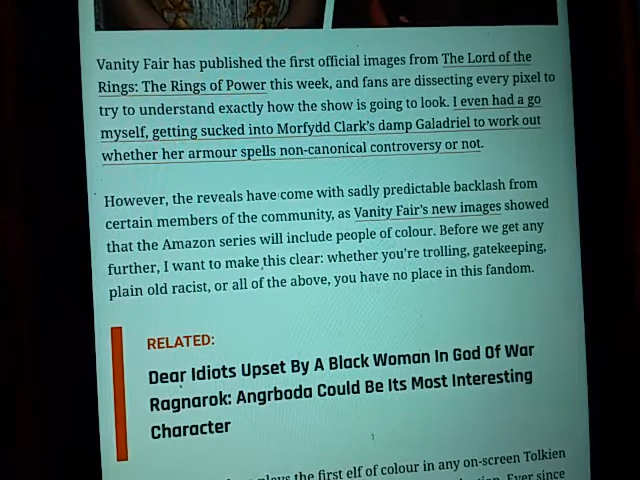 Vanity Fair has published the first official images from The Lord of the
Rings: The Rings of Power this week, and fans are dissecting every pixel to
try to understand exactly how the show is going to look. I even had a go
myself, getting sucked into Morfydd Clark's damp Galadriel to work out
whether her armour spells non-canonical controversy or not.
However, the reveals have come with sadly predictable backlash from
certain members of the community, as Vanity Fair's new images showed
that the Amazon series will include people of colour. Before we get any
further, I want to make this clear: whether you're trolling, gatekeeping,
plain old racist, or all of the above, you have no place in this fandom.
RELATED:
Dear Idiots Upset By A Black Woman In God Of War
Ragnarok: Angrboda Could Be Its Most Interesting
Character
the first elf of colour in any on-screen Tolkien
Ever since